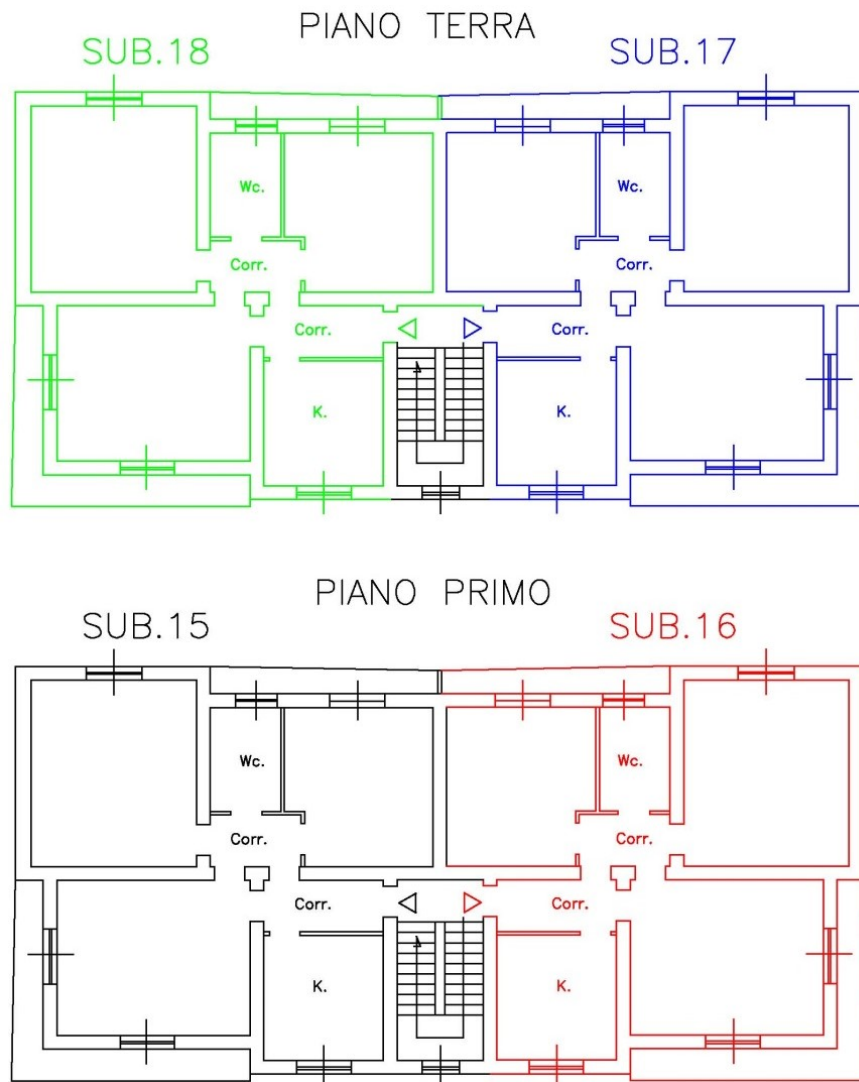 PIANO TERRA
SUB.18 SUB.17
Wc. Wc.
Corr. Corr.
Corr. Corr.
K. K.
PIANO PRIMO
SUB.15 SUB.16
Wc. Wc.
Corr. Corr.
Corr. Corr.
K. K.